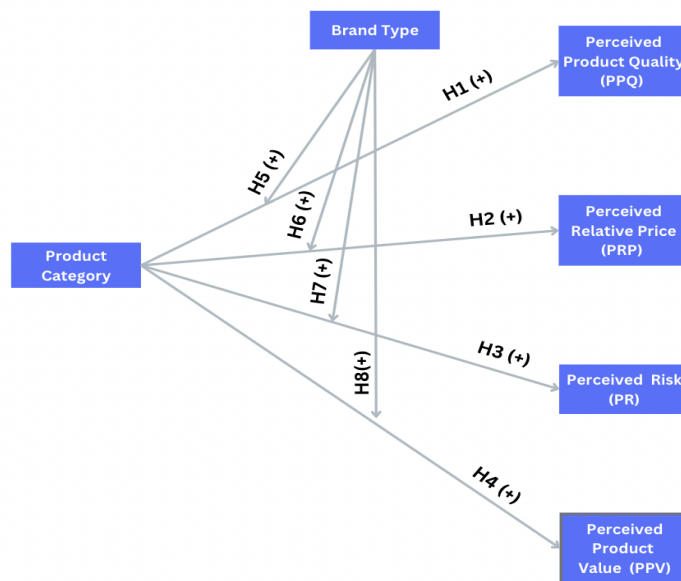 Brand Type
Perceived
Product Quality
(PPQ)
H1 (+)
H5 (+)
H6 (+)
H2 (+)
Perceived
Relative Price
(PRP)
Product
Category
H7 (+)
H3 (+)
Perceived Risk
(PR)
H8(+)
H4 (+)
Perceived
Product
Value (PPV)